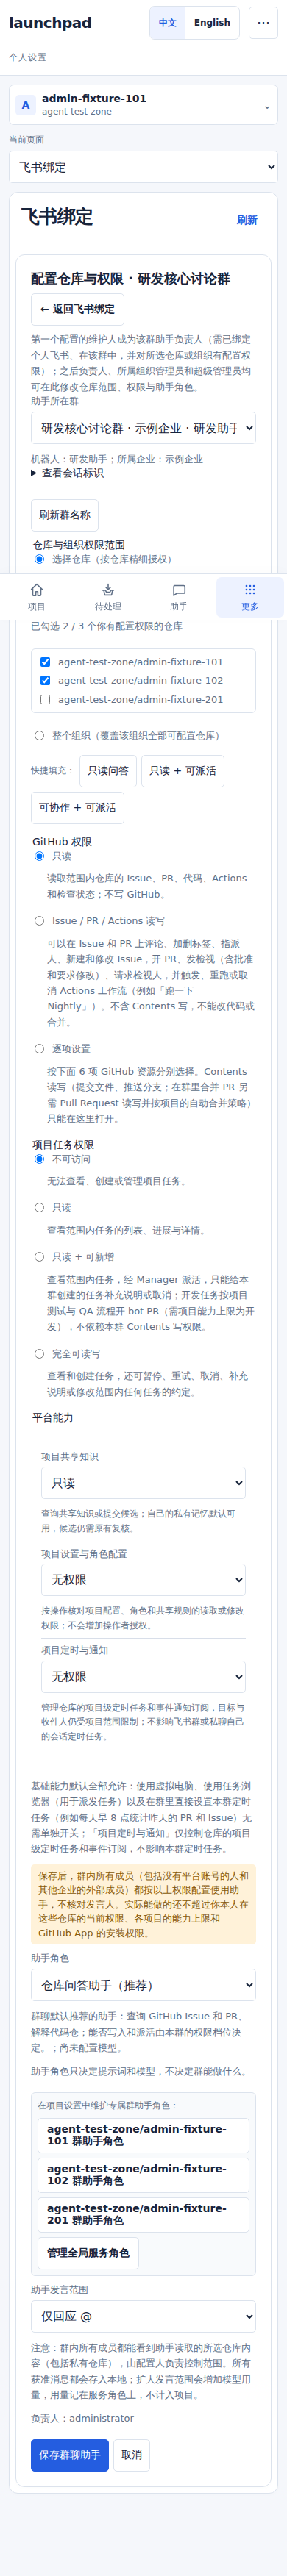 launchpad
中文
English
…
个人设置
A
admin-fixture-101
agent-test-zone
当前页面
飞书绑定
飞书绑定
刷新
配置仓库与权限 · 研发核心讨论群
← 返回飞书绑定
第一个配置的维护人成为该群助手负责人（需已绑定
个人飞书、在该群中，并对所选仓库或组织有配置权
限）；之后负责人、所属组织管理员和超级管理员均
可在此修改仓库范围、权限与助手角色。
助手所在群
研发核心讨论群 · 示例企业 · 研发助手
机器人：研发助手；所属企业：示例企业
▶ 查看会话标识
刷新群名称
仓库与组织权限范围
选择仓库（按仓库精细授权）
项目
待处理
助手
更多
已勾选 2 / 3 个你有配置权限的仓库
agent-test-zone/admin-fixture-101
agent-test-zone/admin-fixture-102
agent-test-zone/admin-fixture-201
整个组织（覆盖该组织全部可配置仓库）
快捷填充：
只读问答
只读 + 可派活
可协作 + 可派活
GitHub 权限
只读
读取范围内仓库的 Issue、PR、代码、Actions
和检查状态；不写 GitHub。
Issue / PR / Actions 读写
可以在 Issue 和 PR 上评论、加删标签、指派
人、新建和修改 Issue，开 PR、发检视（含批准
和要求修改）、请求检视人，并触发、重跑或取
消 Actions 工作流（例如「跑一下
Nightly」）。不含 Contents 写，不能改代码或
合并。
逐项设置
按下面 6 项 GitHub 资源分别选择。Contents
读写（提交文件、推送分支；在群里合并 PR 另
需 Pull Request 读写并按项目的自动合并策略）
只能在这里打开。
项目任务权限
不可访问
无法查看、创建或管理项目任务。
只读
查看范围内任务的列表、进展与详情。
只读 + 可新增
查看范围内任务，经 Manager 派活，只能给本
群创建的任务补充说明或取消；开发任务按项目
测试与 QA 流程开 bot PR（需项目能力上限为开
发），不依赖本群 Contents 写权限。
完全可读写
查看和创建任务，还可暂停、重试、取消、补充
说明或修改范围内任何任务的约定。
平台能力
项目共享知识
只读
查询共享知识或提交候选；自己的私有记忆默认可
用，候选仍需原有复核。
项目设置与角色配置
无权限
按操作核对项目配置、角色和共享规则的读取或修改
权限；不会增加操作者授权。
项目定时与通知
无权限
管理仓库的项目级定时任务和事件通知订阅，目标与
收件人仍受项目范围限制；不影响飞书群或私聊自己
的会话定时任务。
基础能力默认全部允许：使用虚拟电脑、使用任务浏
览器（用于派发任务）以及在群里直接设置本群定时
任务（例如每天早 8 点统计昨天的 PR 和 Issue）无
需单独开关；「项目定时与通知」仅控制仓库的项目
级定时任务和事件订阅，不影响本群定时任务。
保存后，群内所有成员（包括没有平台账号的人和
其他企业的外部成员）都按以上权限配置使用助
手，不核对发言人。实际能做的还不超过你本人在
这些仓库的当前权限、各项目的能力上限和
GitHub App 的安装权限。
助手角色
仓库问答助手（推荐）
群聊默认推荐的助手：查询 GitHub Issue 和 PR、
解释代码仓；能否写入和派活由本群的权限档位决
定。；尚未配置模型。
助手角色只决定提示词和模型，不决定群能做什么。
在项目设置中维护专属群助手角色：
agent-test-zone/admin-fixture-
101 群助手角色
agent-test-zone/admin-fixture-
102 群助手角色
agent-test-zone/admin-fixture-
201 群助手角色
管理全局服务角色
助手发言范围
仅回应 @
注意：群内所有成员都能看到助手读取的所选仓库内
容（包括私有仓库），由配置人负责控制范围。所有
获准消息都会存入本地；扩大发言范围会增加模型用
量，用量记在服务角色上，不计入项目。
负责人：administrator
保存群聊助手
取消